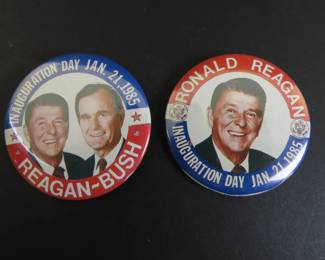 INAUGURATION DAY JAN. 21, 1985
REAGAN-BUSH
RONALD REAGAN
INAUGURATION DAY JAN. 21, 1985